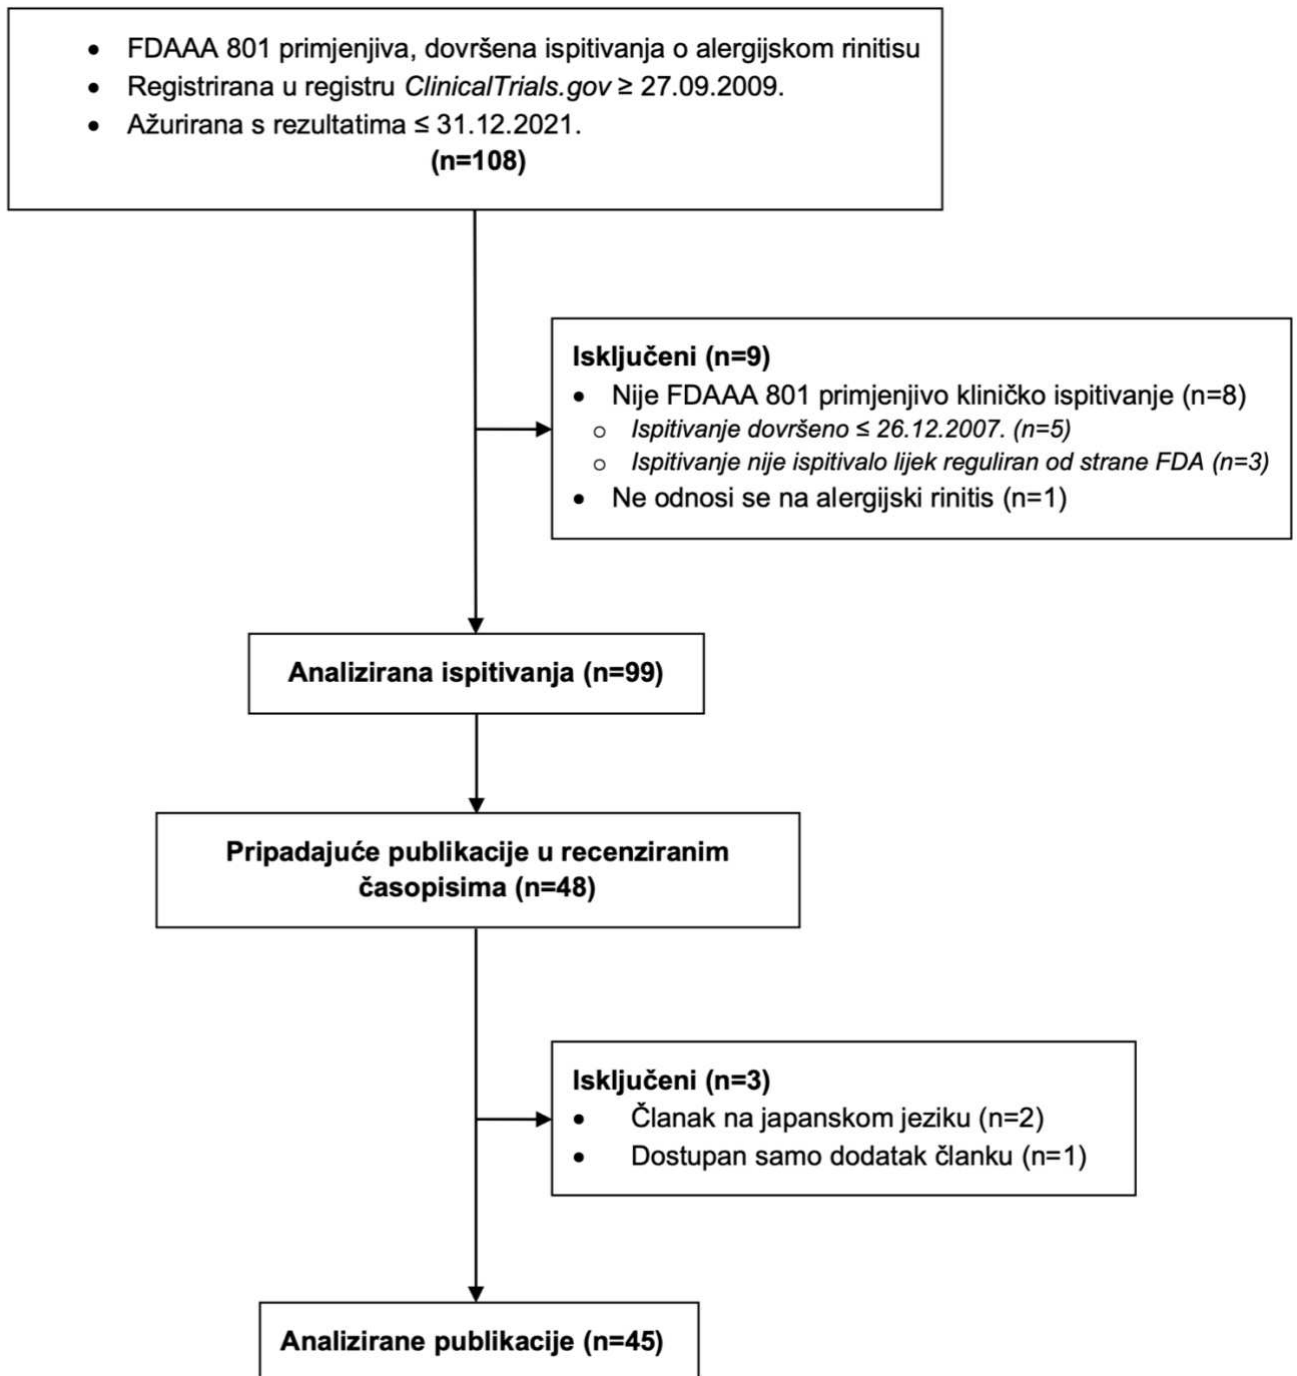 • FDAAA 801 primjenjiva, dovršena ispitivanja o alergijskom rinitisu
• Registrirana u registru ClinicalTrials.gov ≥ 27.09.2009.
• Ažurirana s rezultatima ≤ 31.12.2021.
(n=108)
Isključeni (n=9)
• Nije FDAAA 801 primjenjivo kliničko ispitivanje (n=8)
○ Ispitivanje dovršeno ≤ 26.12.2007. (n=5)
○ Ispitivanje nije ispitivalo lijek reguliran od strane FDA (n=3)
• Ne odnosi se na alergijski rinitis (n=1)
Analizirana ispitivanja (n=99)
Pripadajuće publikacije u recenziranim
časopisima (n=48)
Isključeni (n=3)
• Članak na japanskom jeziku (n=2)
• Dostupan samo dodatak članku (n=1)
Analizirane publikacije (n=45)